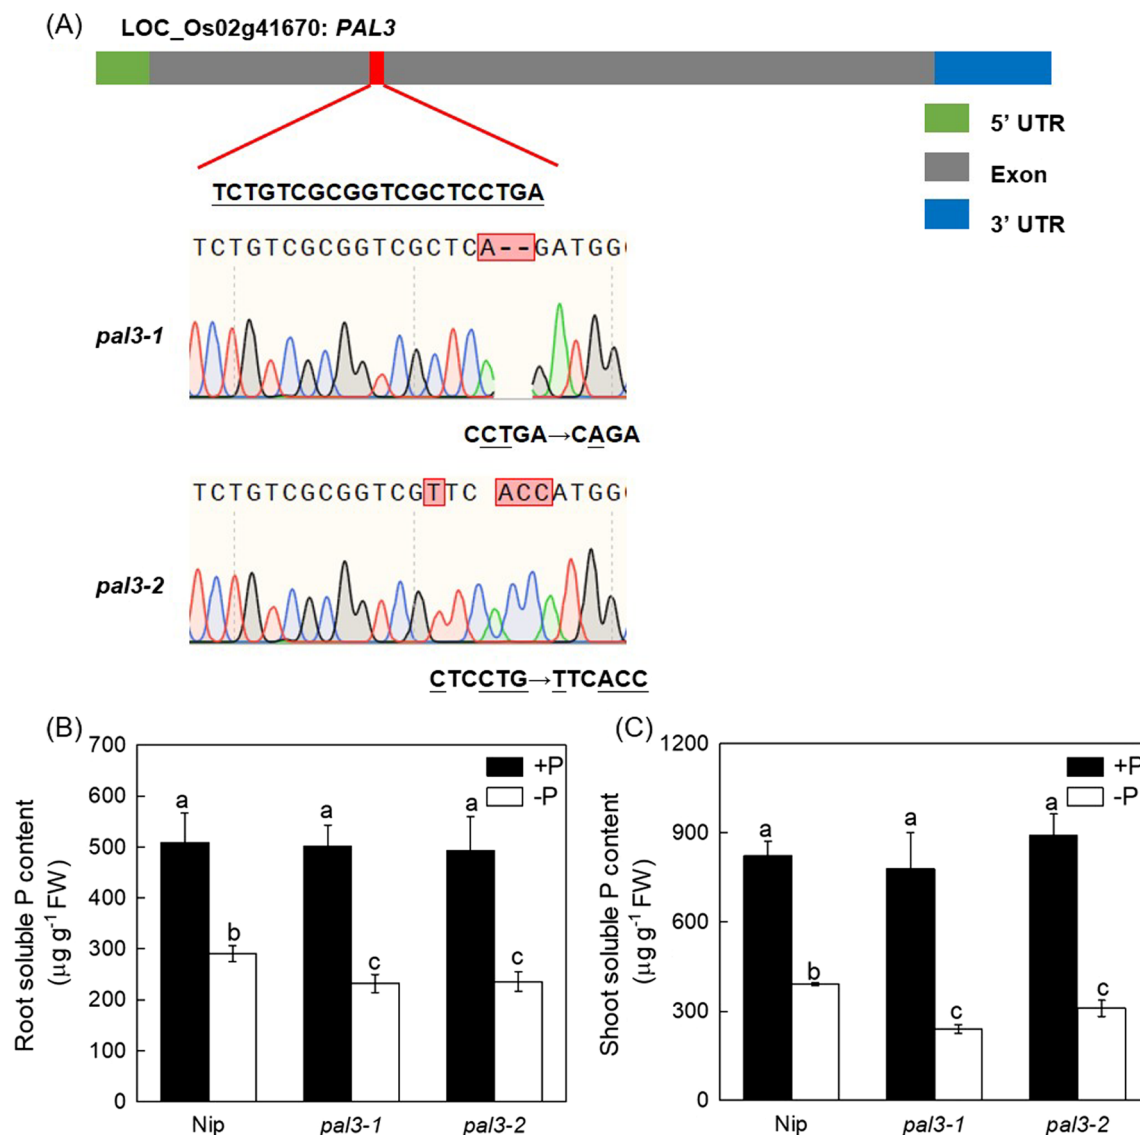 (A)
LOC_Os02g41670: PAL3
5’ UTR
Exon
3’ UTR
TCTGTCGCGGTCGCTCCTGA
TCTGTCGCGGTCGCTCA--GATGG
pal3-1
CCTGA→CAGA
TCTGTCGCGGTCGTTC ACCATGG
pal3-2
CTCCTG→TTCACC
(B)
700
600
500
400
300
200
100
0
Root soluble P content
(μg g-1 FW)
+P
-P
a
b
a
c
a
c
Nip
pal3-1
pal3-2
(C)
1200
900
600
300
0
Shoot soluble P content
(μg g-1 FW)
+P
-P
a
b
a
c
a
c
Nip
pal3-1
pal3-2